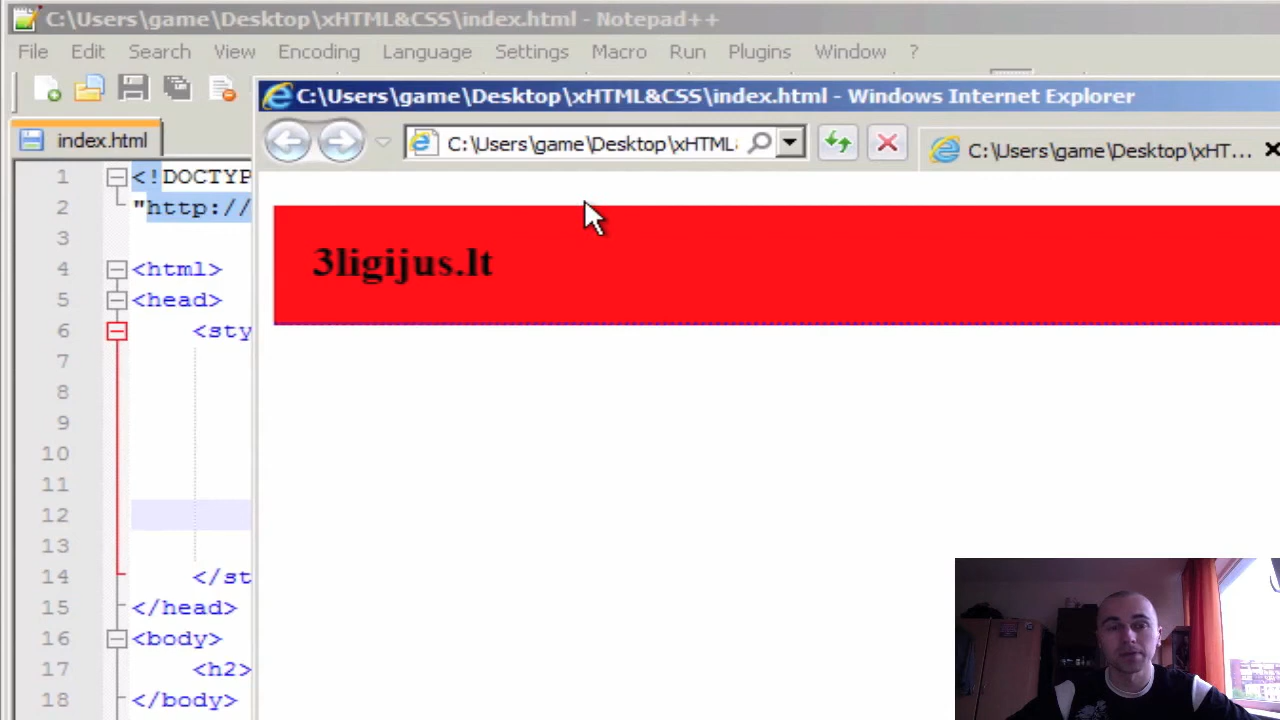 C:\Users\game\Desktop\xHTML&CSS\index.html - Notepad++
File Edit Search View Encoding Language Settings Macro Run Plugins Window ?
C:\Users\game\Desktop\xHTML&CSS\index.html - Windows Internet Explorer
index.html
C:\Users\game\Desktop\xHTML&
C:\Users\game\Desktop\xHT...
1 <!DOCTYP
2 "http://
3
4 <html>
5 <head>
6 <sty
7
8
9
10
11
12
13
14 </st
15 </head>
16 <body>
17 <h2>
18 </body>
3ligijus.lt